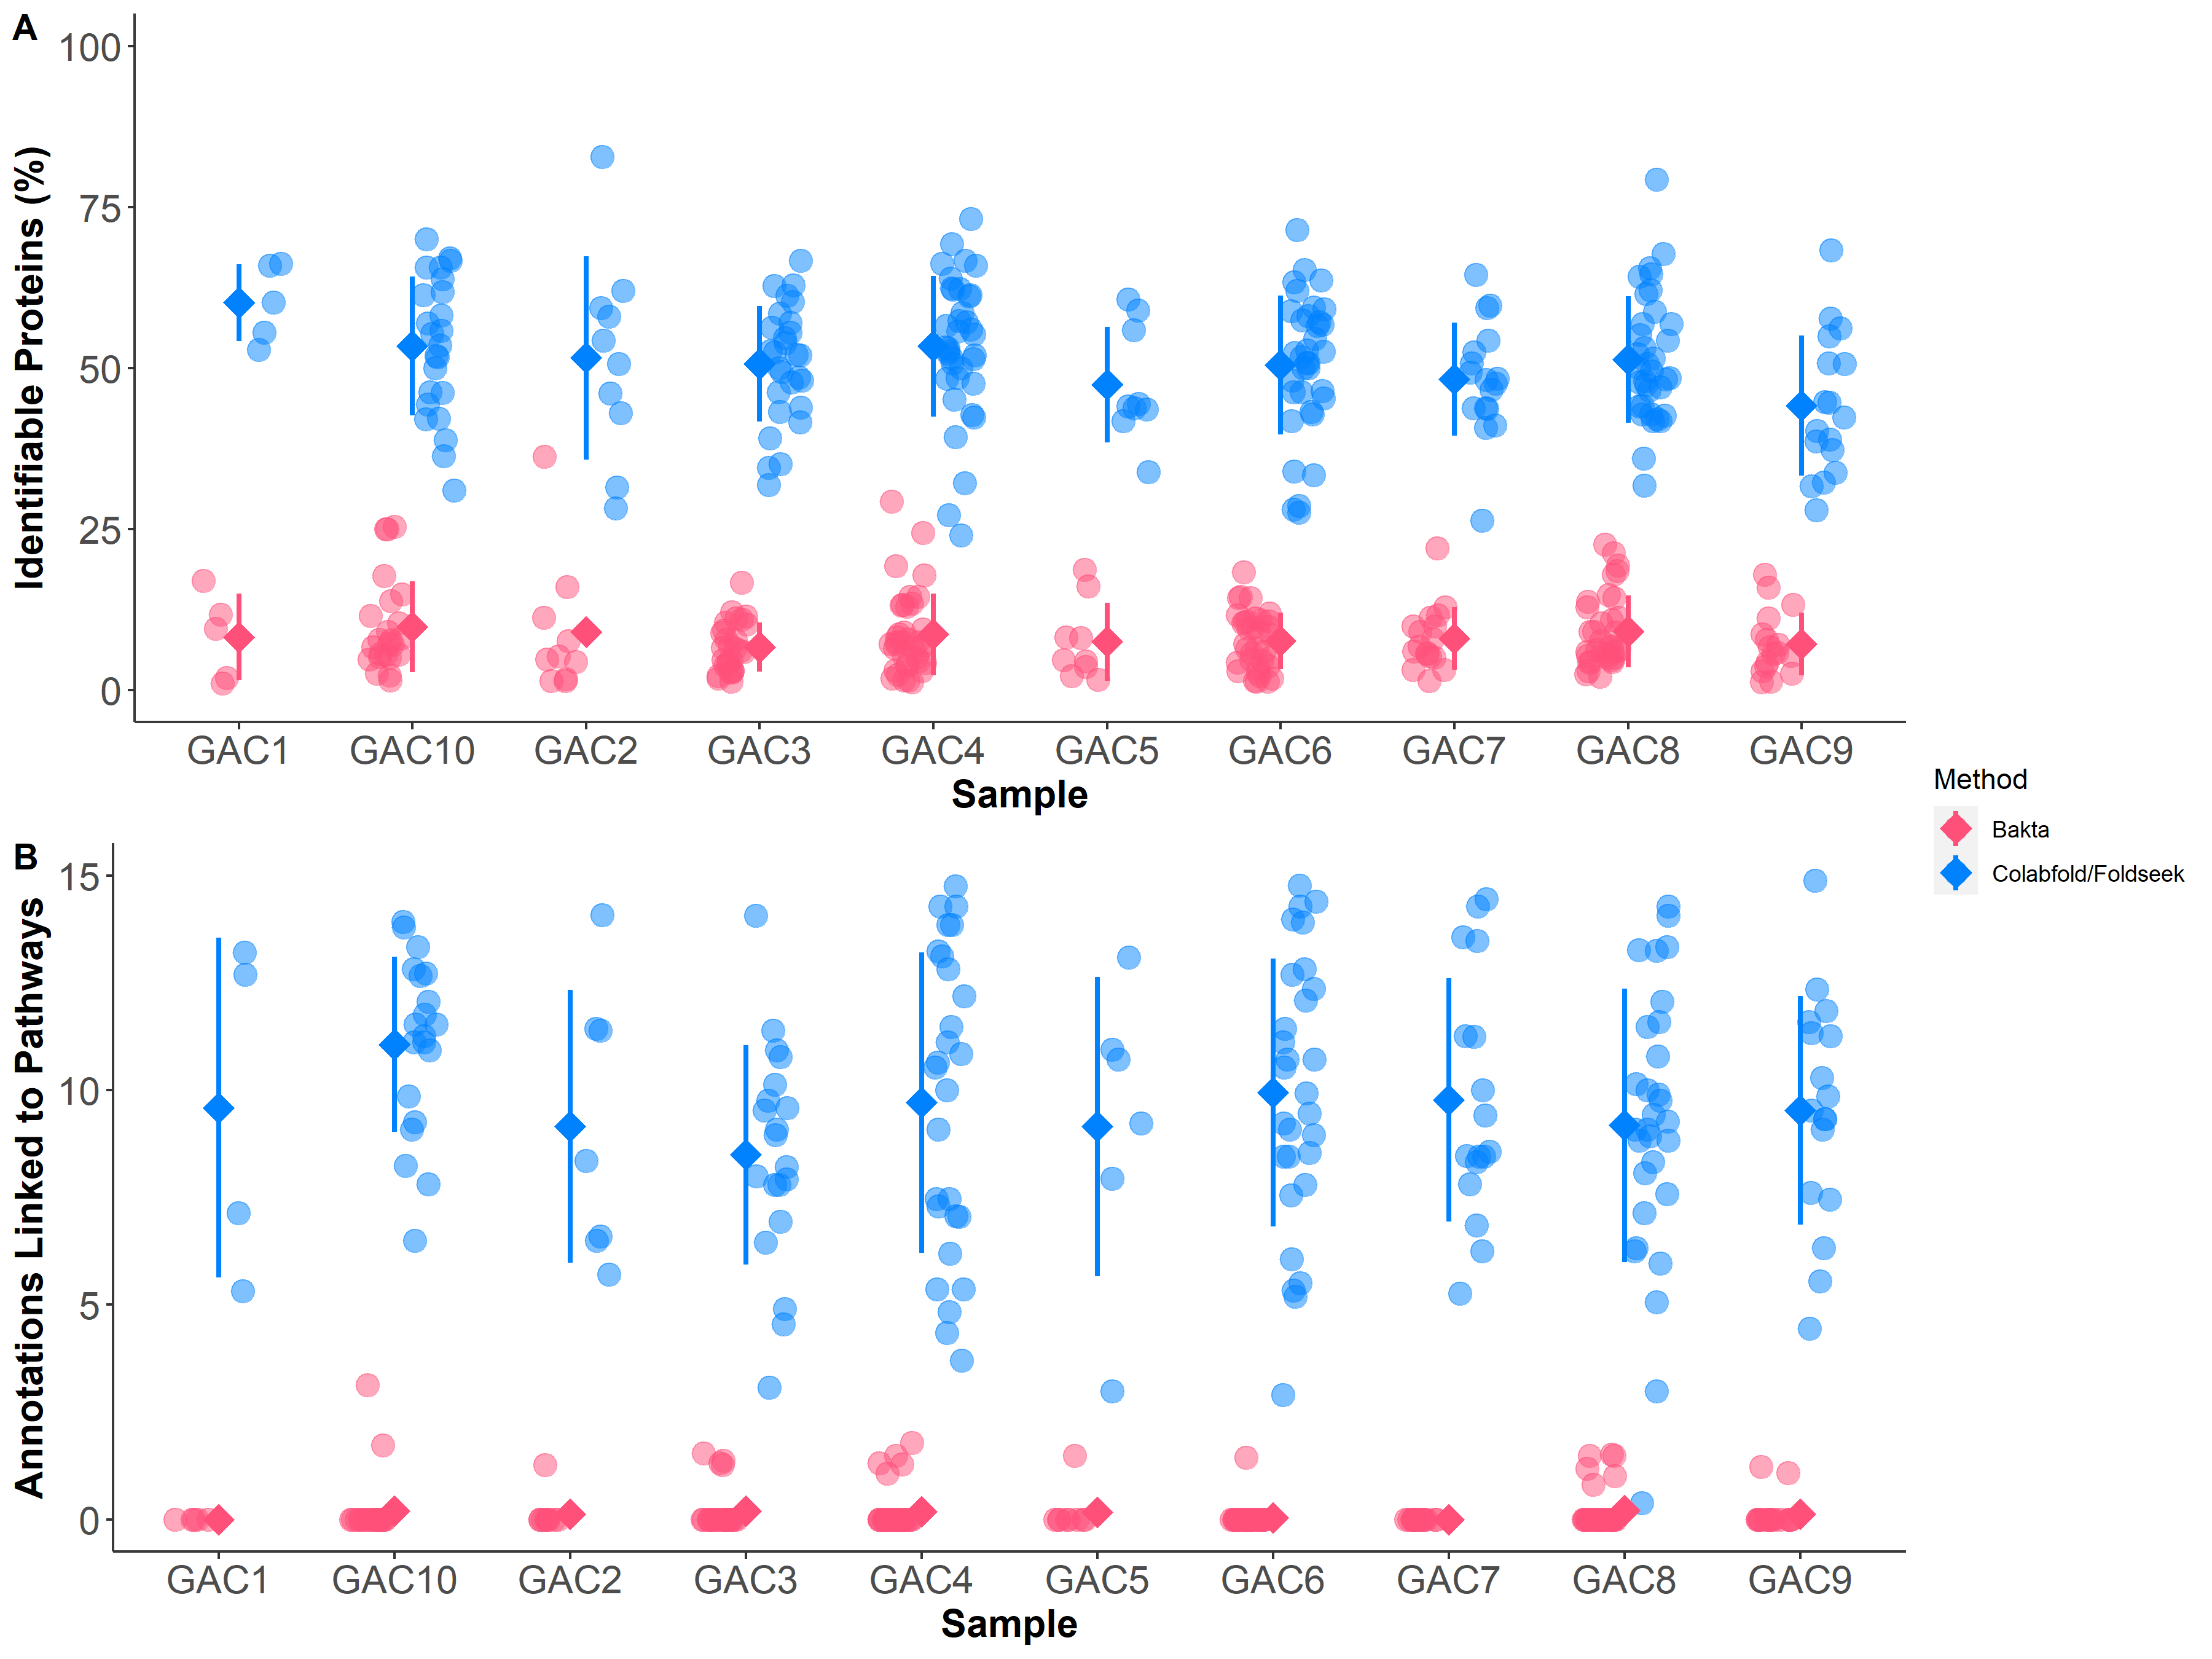 A
100
75
50
25
0
Identifiable Proteins (%)
GAC1 GAC10 GAC2 GAC3 GAC4 GAC5 GAC6 GAC7 GAC8 GAC9
Sample
Method
Bakta
Colabfold/Foldseek
B
15
10
5
0
Annotations Linked to Pathways
GAC1 GAC10 GAC2 GAC3 GAC4 GAC5 GAC6 GAC7 GAC8 GAC9
Sample